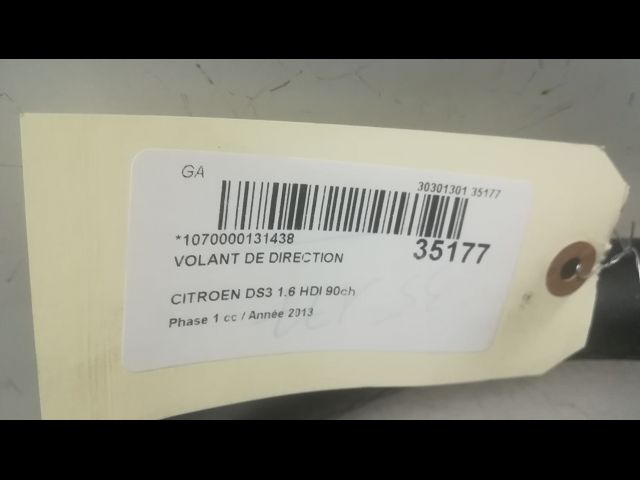 GA
30301301 35177
*1070000131438
35177
VOLANT DE DIRECTION
CITROEN DS3 1.6 HDI 90ch
Phase 1 cc / Année 2013